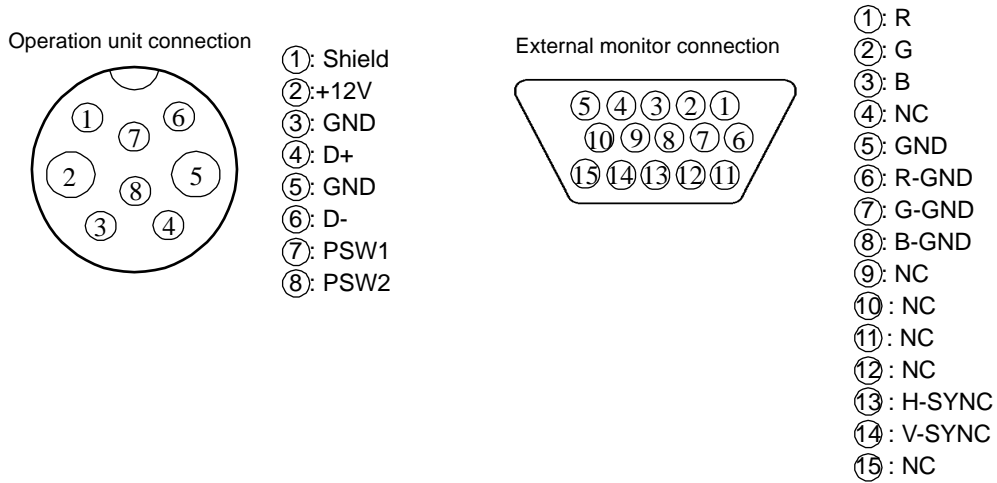 Operation unit connection
①
⑥
⑦
②
⑤
⑧
③
④
①: Shield
②:+12V
③: GND
④: D+
⑤: GND
⑥: D-
⑦: PSW1
⑧: PSW2
External monitor connection
⑤④③②①
⑩⑨⑧⑦⑥
⑮⑭⑬⑫⑪
①: R
②: G
③: B
④: NC
⑤: GND
⑥: R-GND
⑦: G-GND
⑧: B-GND
⑨: NC
⑩ : NC
⑪ : NC
⑫ : NC
⑬ : H-SYNC
⑭ : V-SYNC
⑮ : NC